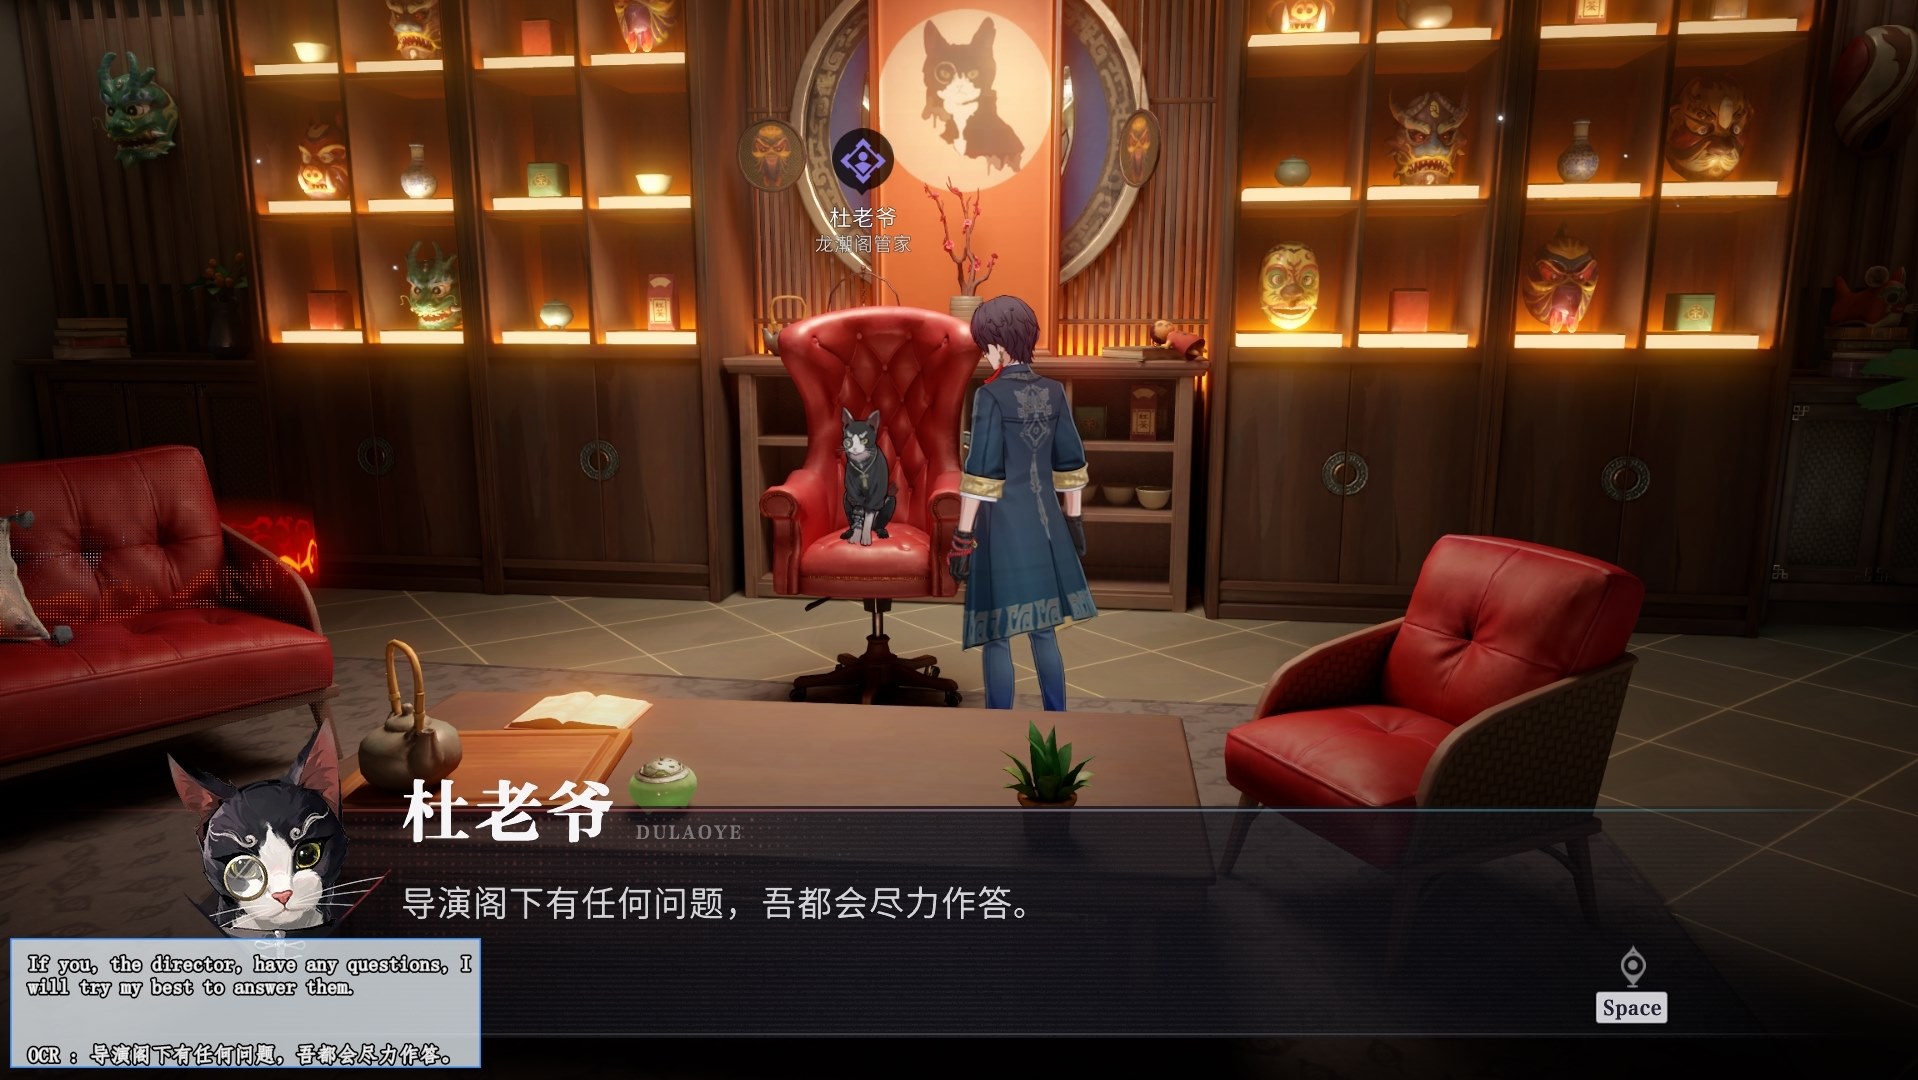 杜老爷
龙潮阁管家
杜老爷 DULAOYE
导演阁下有任何问题，吾都会尽力作答。
If you, the director, have any questions, I
will try my best to answer them.
OCR : 导演阁下有任何问题，吾都会尽力作答。
Space